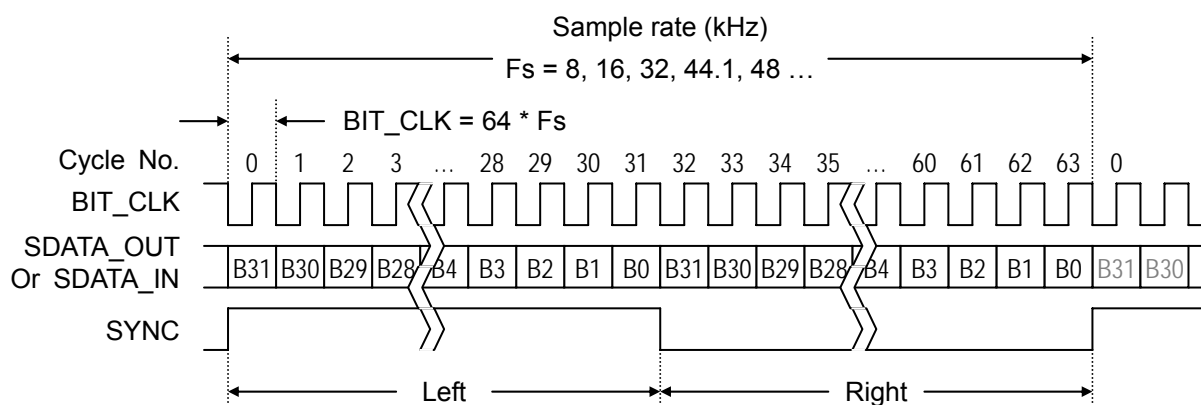 Sample rate (kHz)
Fs = 8, 16, 32, 44.1, 48 …
BIT_CLK = 64 * Fs
Cycle No. 0 1 2 3 ... 28 29 30 31 32 33 34 35 ... 60 61 62 63 0
BIT_CLK
SDATA_OUT
Or SDATA_IN B31 B30 B29 B28 B4 B3 B2 B1 B0 B31 B30 B29 B28 B4 B3 B2 B1 B0 B31 B30
SYNC
Left Right